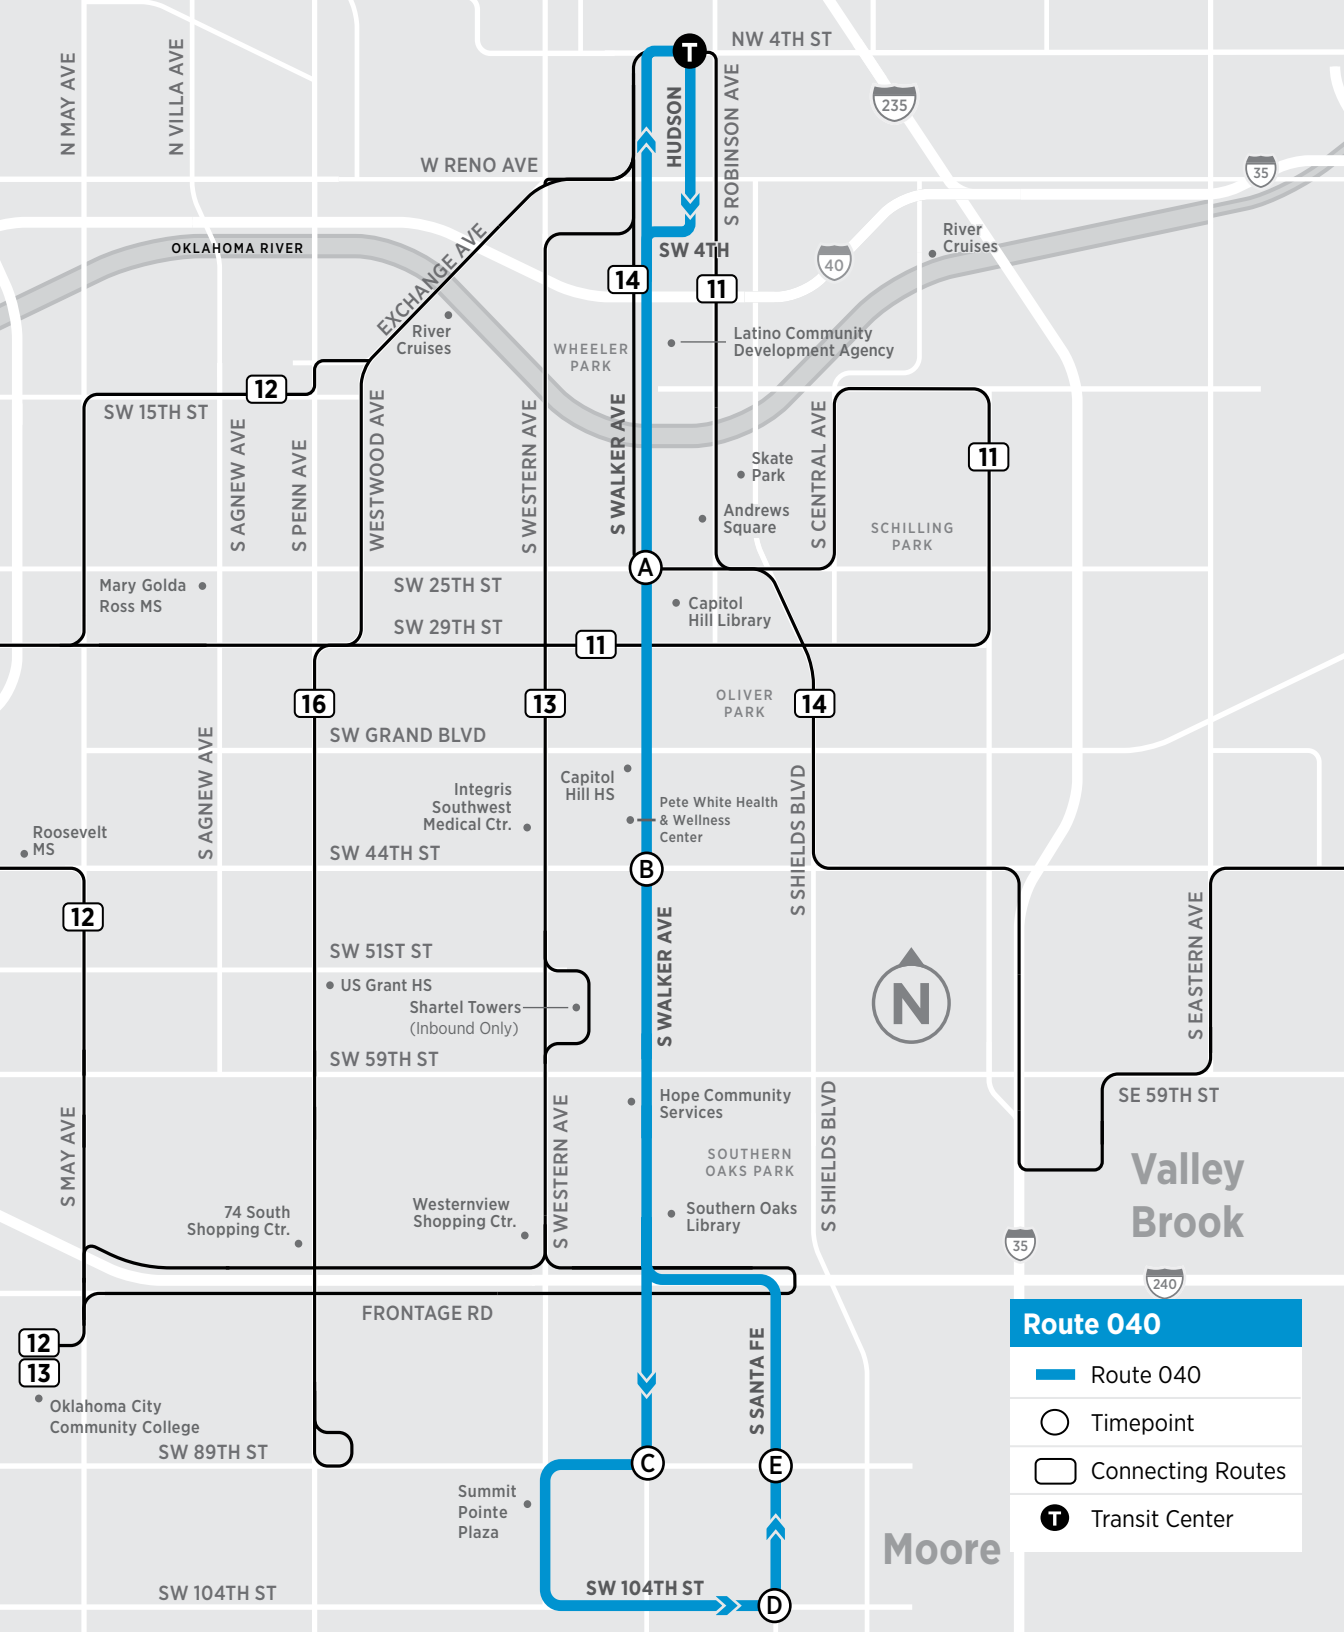 NW 4TH ST
T
N MAY AVE
N VILLA AVE
HUDSON
S ROBINSON AVE
235
35
W RENO AVE
OKLAHOMA RIVER
EXCHANGE AVE
SW 4TH
River
Cruises
40
14
11
River
Cruises
WHEELER
PARK
Latino Community
Development Agency
12
SW 15TH ST
S AGNEW AVE
S PENN AVE
WESTWOOD AVE
S WESTERN AVE
S WALKER AVE
S CENTRAL AVE
11
Skate
Park
Andrews
Square
SCHILLING
PARK
A
Mary Golda
Ross MS
SW 25TH ST
Capitol
Hill Library
SW 29TH ST
11
16
13
OLIVER
PARK
14
SW GRAND BLVD
S AGNEW AVE
Integris
Southwest
Medical Ctr.
Capitol
Hill HS
Pete White Health
& Wellness
Center
S SHIELDS BLVD
Roosevelt
MS
SW 44TH ST
B
12
S WALKER AVE
S EASTERN AVE
SW 51ST ST
US Grant HS
Shartel Towers
(Inbound Only)
N
SW 59TH ST
Hope Community
Services
SE 59TH ST
S MAY AVE
S WESTERN AVE
SOUTHERN
OAKS PARK
S SHIELDS BLVD
Valley
Brook
74 South
Shopping Ctr.
Westernview
Shopping Ctr.
Southern Oaks
Library
35
240
FRONTAGE RD
12
13
Oklahoma City
Community College
S SANTA FE
SW 89TH ST
C
E
Summit
Pointe
Plaza
Moore
SW 104TH ST
SW 104TH ST
D
Route 040
Route 040
Timepoint
Connecting Routes
T
Transit Center